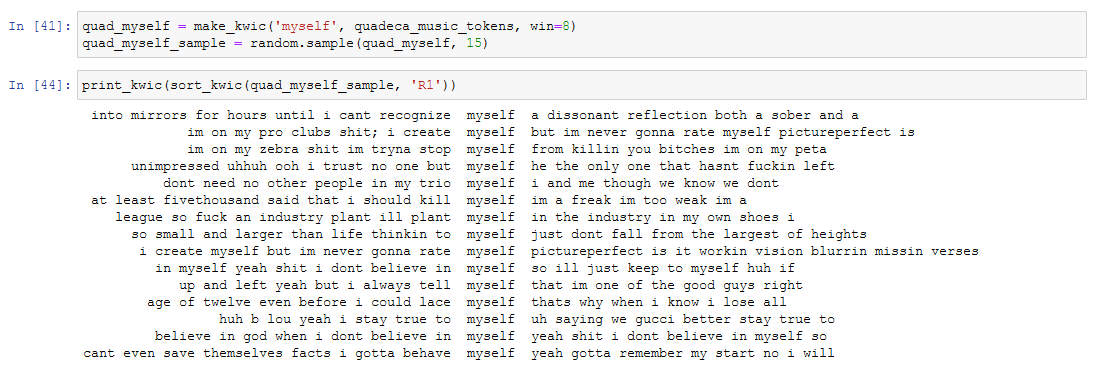 In [41]: quad_myself = make_kwic('myself', quadeca_music_tokens, win=8)
quad_myself_sample = random.sample(quad_myself, 15)
In [44]: print_kwic(sort_kwic(quad_myself_sample, 'R1'))
into mirrors for hours until i cant recognize myself a dissonant reflection both a sober and a
im on my pro clubs shit; i create myself but im never gonna rate myself pictureperfect is
im on my zebra shit im tryna stop myself from killin you bitches im on my peta
unimpressed uhhuh ooh i trust no one but myself he the only one that hasnt fuckin left
dont need no other people in my trio myself i and me though we know we dont
at least fivethousand said that i should kill myself im a freak im too weak im a
league so fuck an industry plant ill plant myself in the industry in my own shoes i
so small and larger than life thinkin to myself just dont fall from the largest of heights
i create myself but im never gonna rate myself pictureperfect is it workin vision blurrin missin verses
in myself yeah shit i dont believe in myself so ill just keep to myself huh if
up and left yeah but i always tell myself that im one of the good guys right
age of twelve even before i could lace myself thats why when i know i lose all
huh b lou yeah i stay true to myself uh saying we gucci better stay true to
believe in god when i dont believe in myself yeah shit i dont believe in myself so
cant even save themselves facts i gotta behave myself yeah gotta remember my start no i will